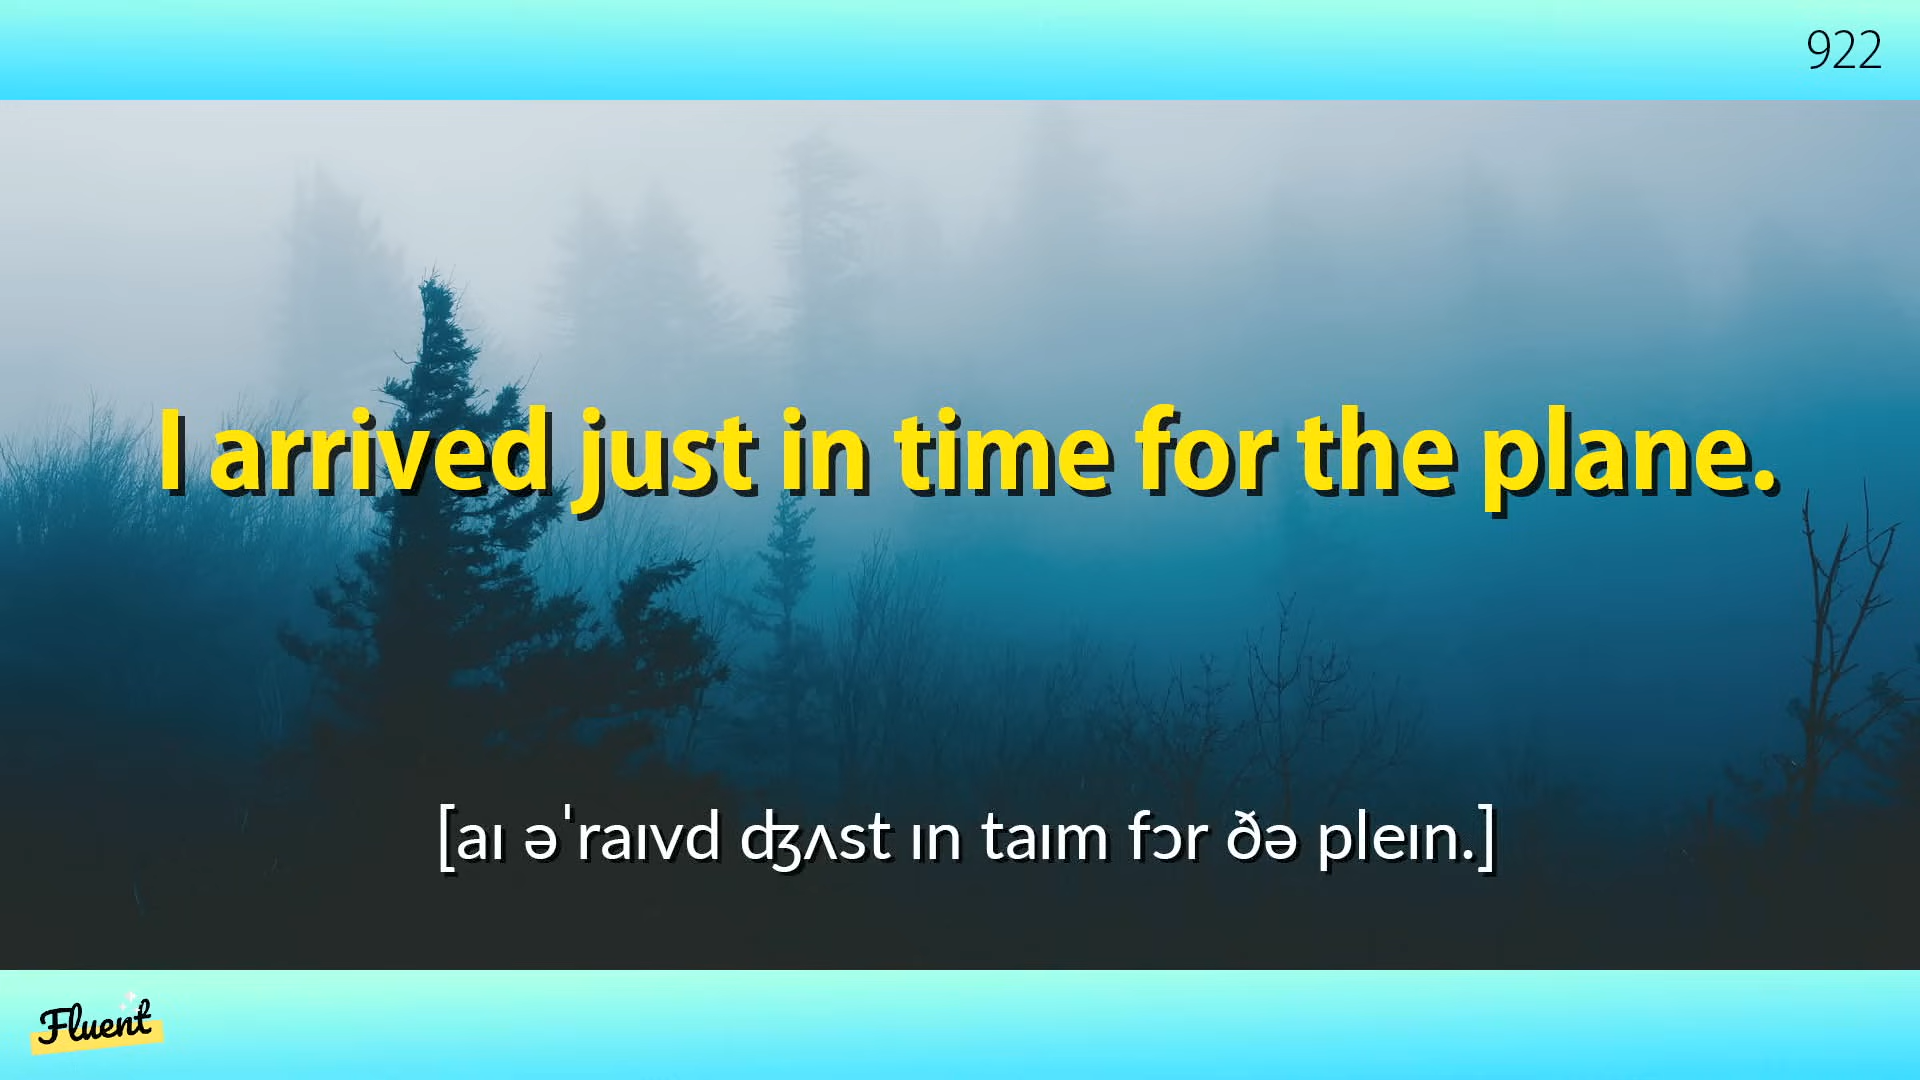 922
I arrived just in time for the plane.
[aɪ əˈraɪvd ʤʌst ɪn taɪm fɔr ðə pleɪn.]
Fluent